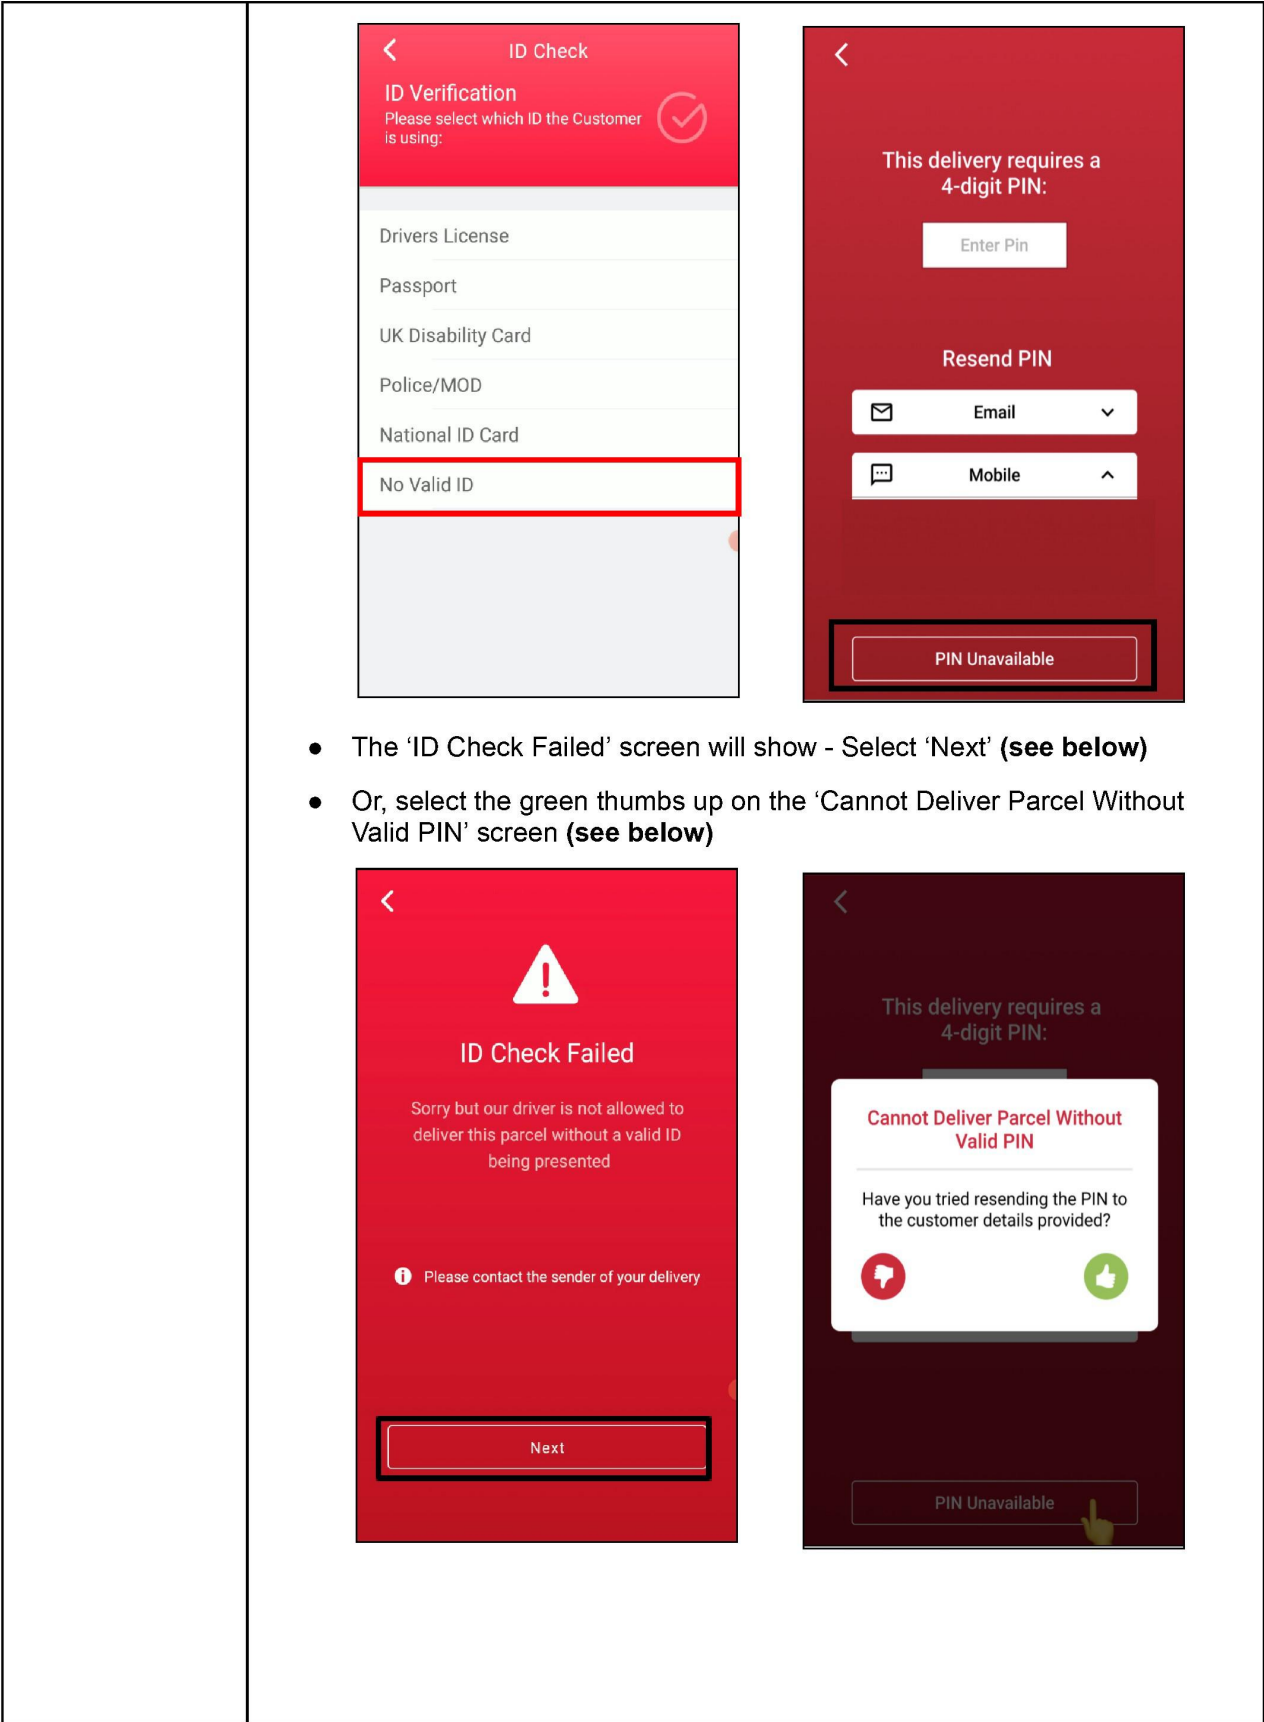 ID Check
ID Verification
Please select which ID the Customer
is using:
Drivers License
Passport
UK Disability Card
Police/MOD
National ID Card
No Valid ID
This delivery requires a
4-digit PIN:
Enter Pin
Resend PIN
Email
Mobile
PIN Unavailable
● The ‘ID Check Failed’ screen will show - Select ‘Next’ (see below)
● Or, select the green thumbs up on the ‘Cannot Deliver Parcel Without
Valid PIN’ screen (see below)
ID Check Failed
Sorry but our driver is not allowed to
deliver this parcel without a valid ID
being presented
Please contact the sender of your delivery
Next
This delivery requires a
4-digit PIN:
Cannot Deliver Parcel Without
Valid PIN
Have you tried resending the PIN to
the customer details provided?
PIN Unavailable